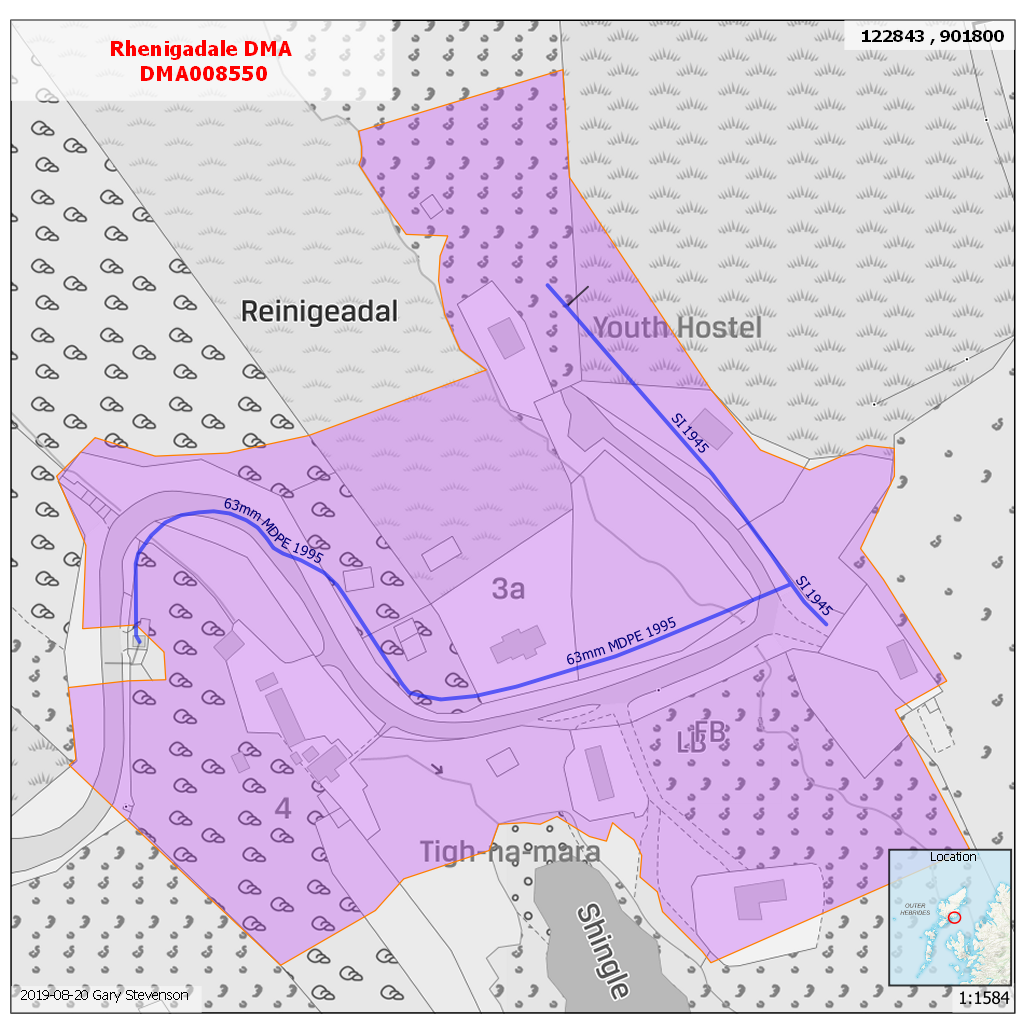 Rhenigadale DMA
DMA008550
122843 , 901800
Reinigeadal
Youth Hostel
SI 1945
63mm MDPE 1995
3a
SI 1945
63mm MDPE 1995
FB
LB
4
Tigh-na-mara
Shingle
Location
OUTER
HEBRIDES
2019-08-20 Gary Stevenson
1:1584